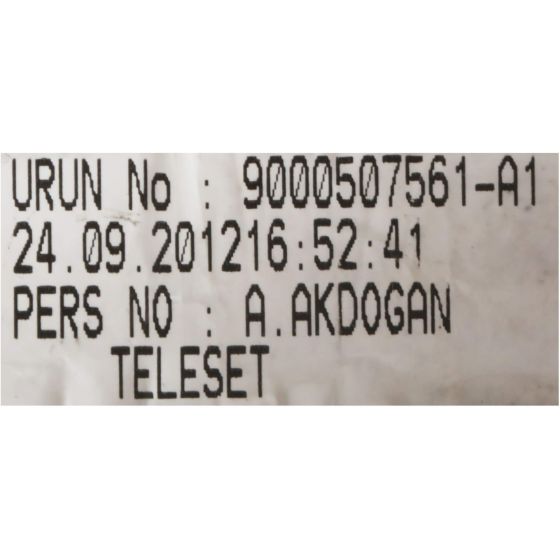 URUN No : 9000507561-A1
24.09.201216:52:41
PERS NO : A.AKDOGAN
TELESET